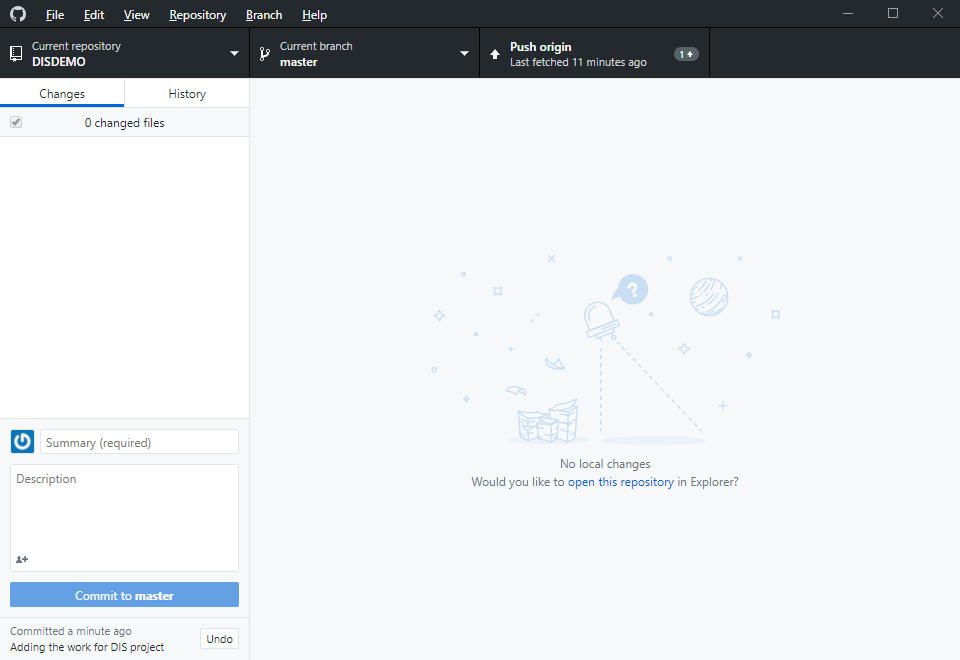 File Edit View Repository Branch Help
Current repository
DISDEMO
Current branch
master
Push origin
Last fetched 11 minutes ago
1
Changes History
0 changed files
?
No local changes
Would you like to open this repository in Explorer?
Summary (required)
Description
Commit to master
Committed a minute ago
Adding the work for DIS project
Undo